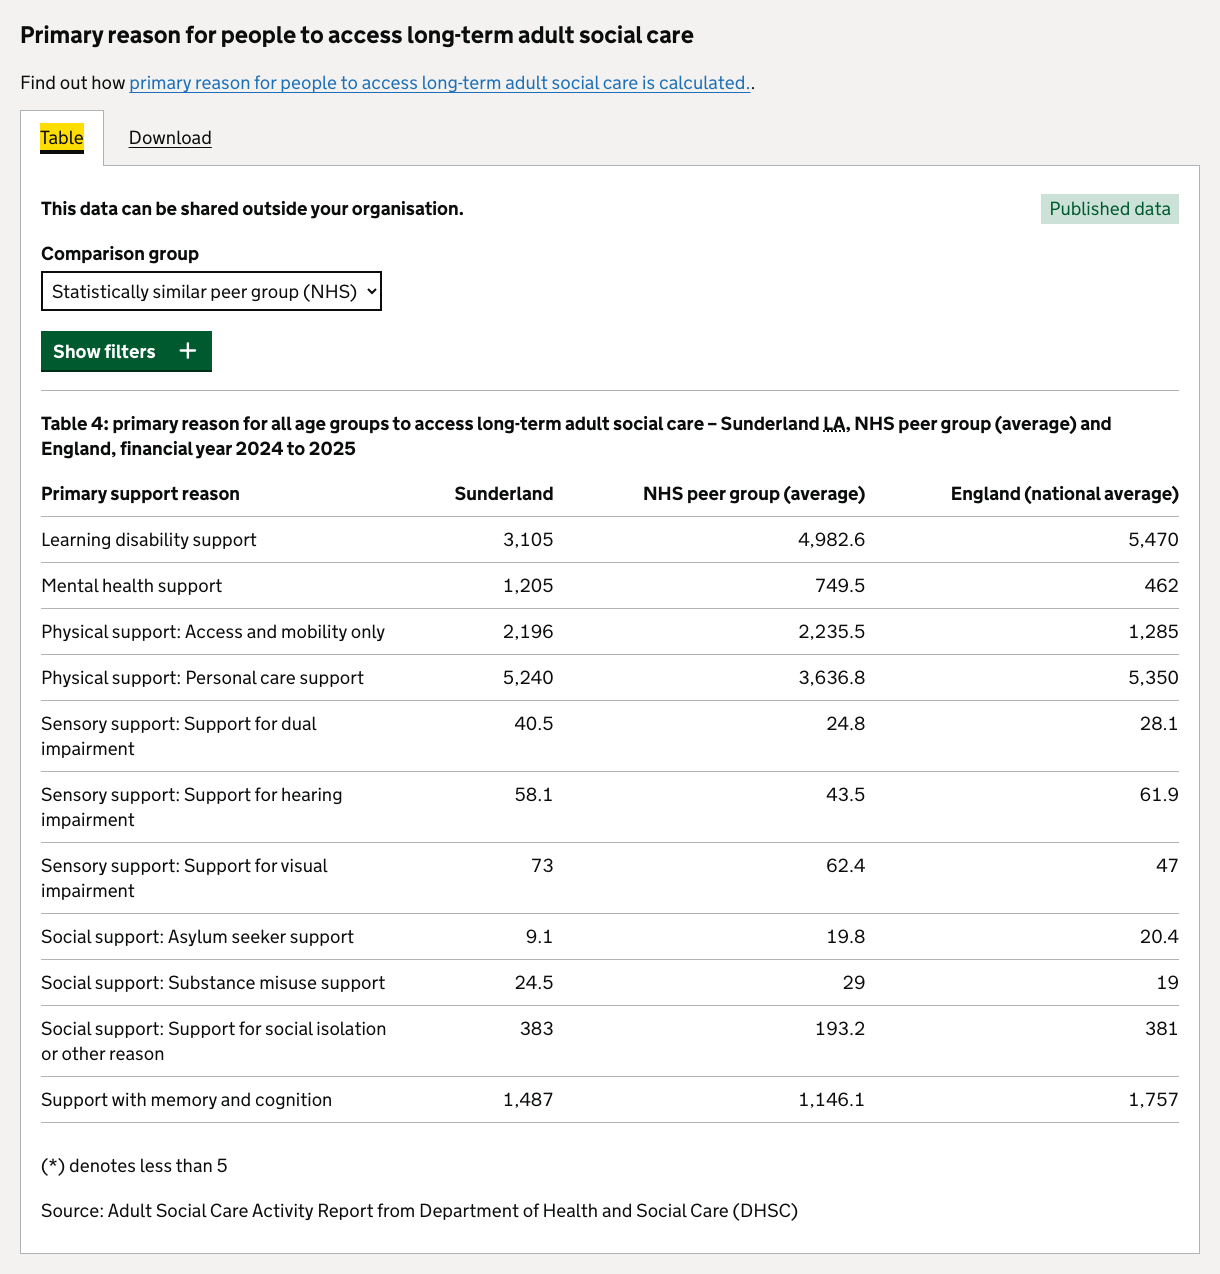 Primary reason for people to access long-term adult social care
Find out how primary reason for people to access long-term adult social care is calculated..
Table Download
This data can be shared outside your organisation. Published data
Comparison group
Statistically similar peer group (NHS)
Show filters +
Table 4: primary reason for all age groups to access long-term adult social care – Sunderland LA, NHS peer group (average) and
England, financial year 2024 to 2025
Primary support reason Sunderland NHS peer group (average) England (national average)
Learning disability support 3,105 4,982.6 5,470
Mental health support 1,205 749.5 462
Physical support: Access and mobility only 2,196 2,235.5 1,285
Physical support: Personal care support 5,240 3,636.8 5,350
Sensory support: Support for dual 40.5 24.8 28.1
impairment
Sensory support: Support for hearing 58.1 43.5 61.9
impairment
Sensory support: Support for visual 73 62.4 47
impairment
Social support: Asylum seeker support 9.1 19.8 20.4
Social support: Substance misuse support 24.5 29 19
Social support: Support for social isolation 383 193.2 381
or other reason
Support with memory and cognition 1,487 1,146.1 1,757
(*) denotes less than 5
Source: Adult Social Care Activity Report from Department of Health and Social Care (DHSC)